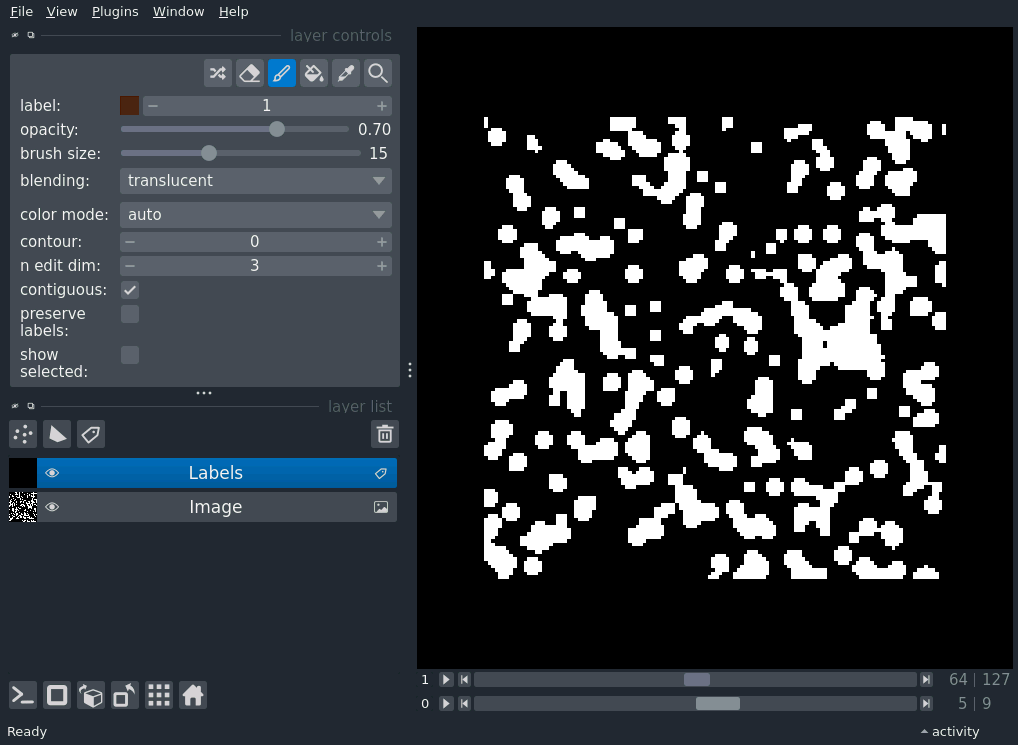 File View Plugins Window Help
layer controls
label: 1
opacity: 0.70
brush size: 15
blending: translucent
color mode: auto
contour: 0
n edit dim: 3
contiguous:
preserve
labels:
show
selected:
layer list
Labels
Image
1 64 | 127
0 5 | 9
Ready activity